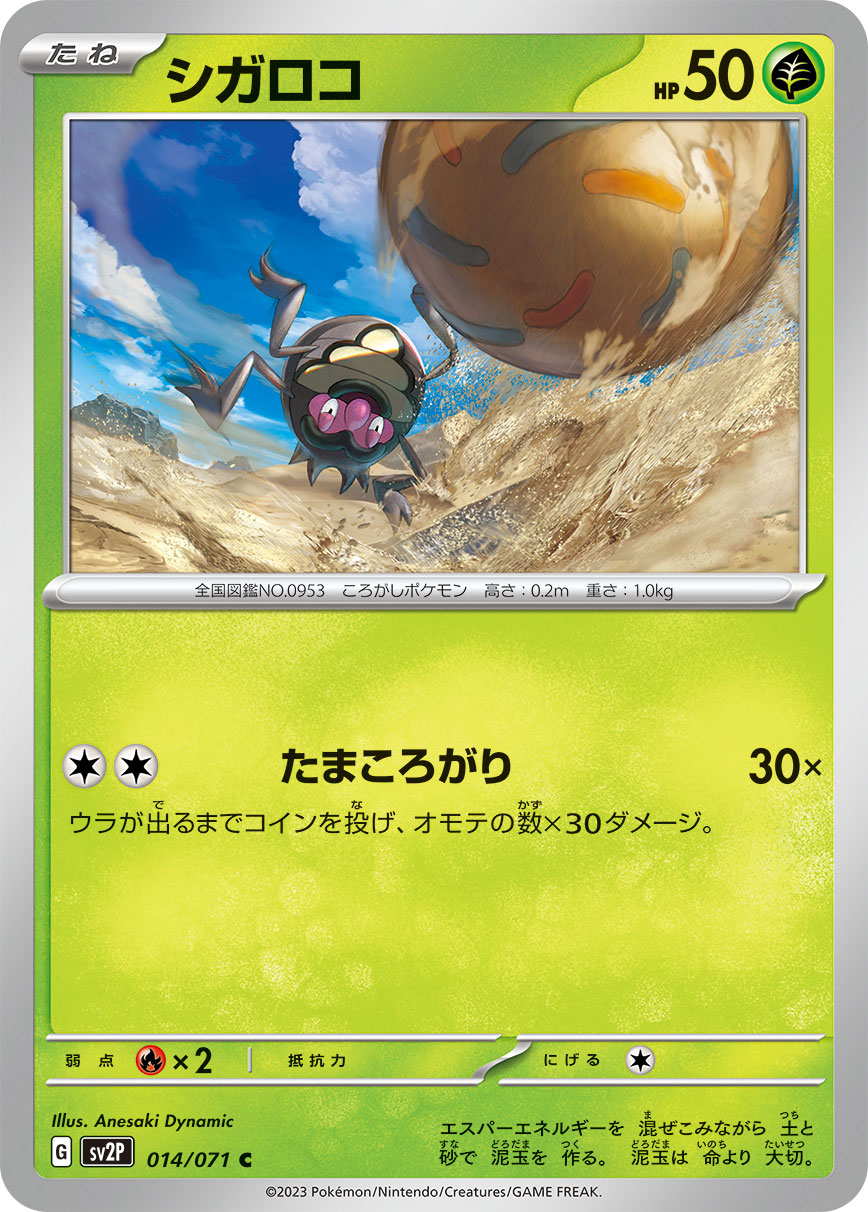 たね
シガロコ
HP 50
全国図鑑NO.0953 ころがしポケモン 高さ:0.2m 重さ:1.0kg
たまころがり 30×
ウラが出るまでコインを投げ、オモテの数×30ダメージ。
弱点 ×2 抵抗力 にげる
Illus. Anesaki Dynamic
G sv2P 014/071 C
エスパーエネルギーを 混ぜこみながら 土と
砂で 泥玉を 作る。 泥玉は 命より 大切。
©2023 Pokémon/Nintendo/Creatures/GAME FREAK.